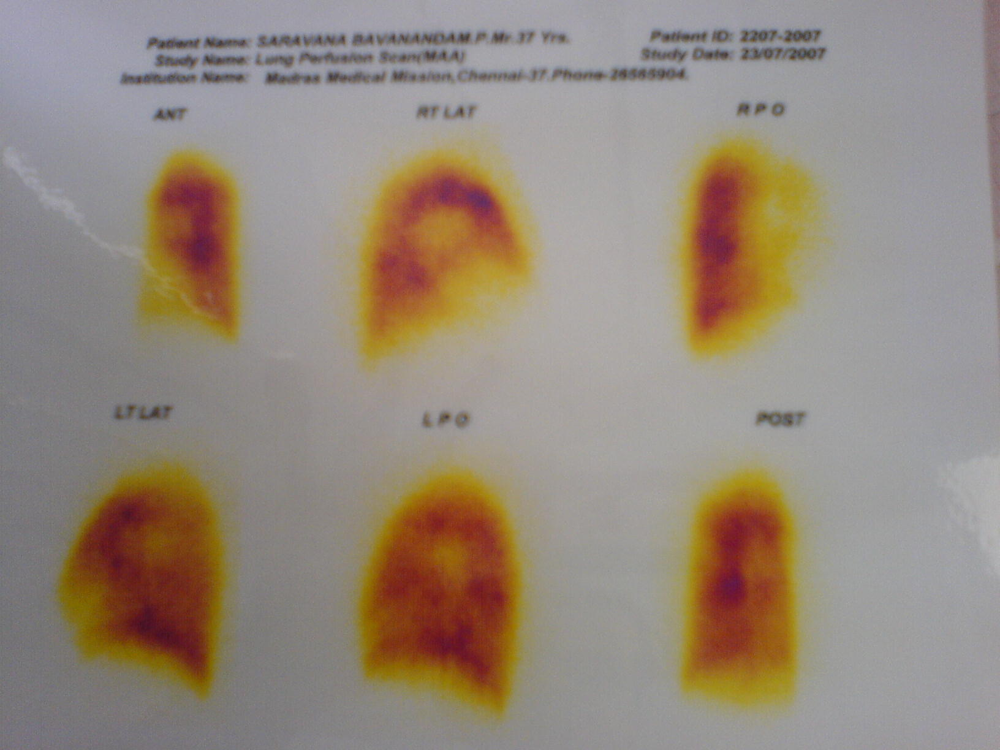 Patient Name: SARAVANA BAVANANDAM.P.Mr.37 Yrs.
Patient ID: 2207-2007
Study Name: Lung Perfusion Scan(MAA)
Study Date: 23/07/2007
Institution Name: Madras Medical Mission,Chennai-37.Phone-26565904.
ANT
RT LAT
R P O
LT LAT
L P O
POST